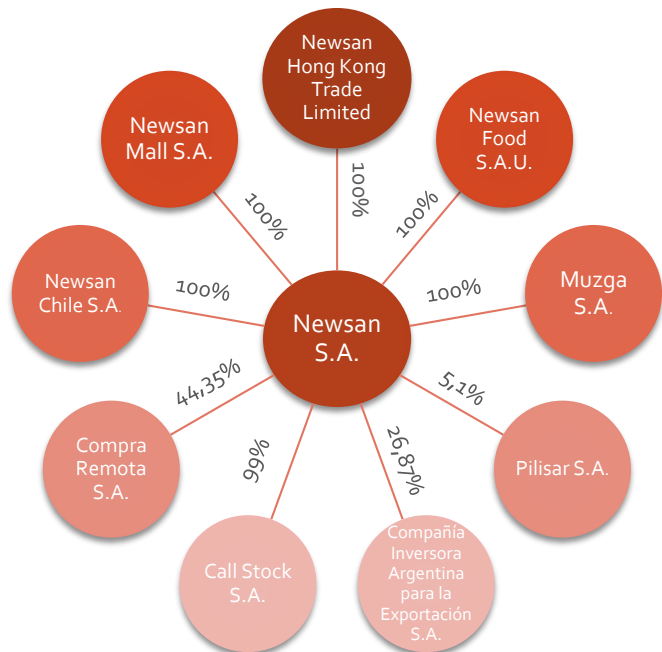 Newsan
Hong Kong
Trade
Limited
Newsan
Mall S.A.
Newsan
Food
S.A.U.
100%
100%
100%
Newsan
Chile S.A.
100%
100%
Muzga
S.A.
Newsan
S.A.
44,35%
5,1%
Compra
Remota
S.A.
99%
26,87%
Pilisar S.A.
Call Stock
S.A.
Compañía
Inversora
Argentina
para la
Exportación
S.A.